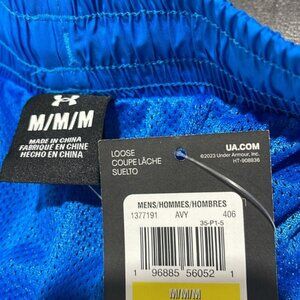 M/M/M
MADE IN CHINA
FABRIQUÉ EN CHINE
HECHO EN CHINA
LOOSE
COUPE LÂCHE
SUELTO
UA.COM
©2023 Under Armour, Inc.
HT-908836
MENS/HOMMES/HOMBRES
1377191 AVY 406
35-P1-5
1 96885 56052 1
M/M/M